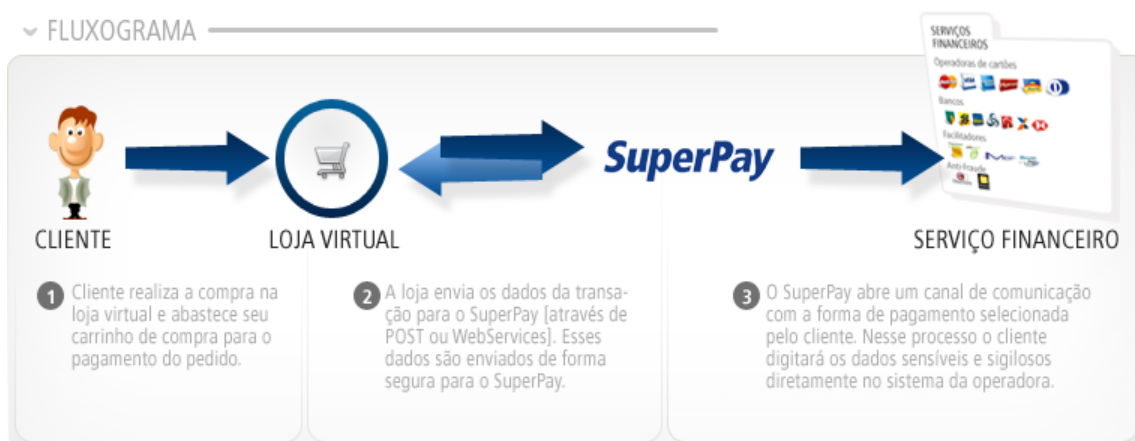 FLUXOGRAMA
SERVIÇOS
FINANCEIROS
Operadoras de cartões
Bancos
Facilitadores
Anti-Fraude
SuperPay
CLIENTE
LOJA VIRTUAL
SERVIÇO FINANCEIRO
1 Cliente realiza a compra na
loja virtual e abastece seu
carrinho de compra para o
pagamento do pedido.
2 A loja envia os dados da transa-
ção para o SuperPay [através de
POST ou WebServices]. Esses
dados são enviados de forma
segura para o SuperPay.
3 O SuperPay abre um canal de comunicação
com a forma de pagamento selecionada
pelo cliente. Nesse processo o cliente
digitará os dados sensíveis e sigilosos
diretamente no sistema da operadora.